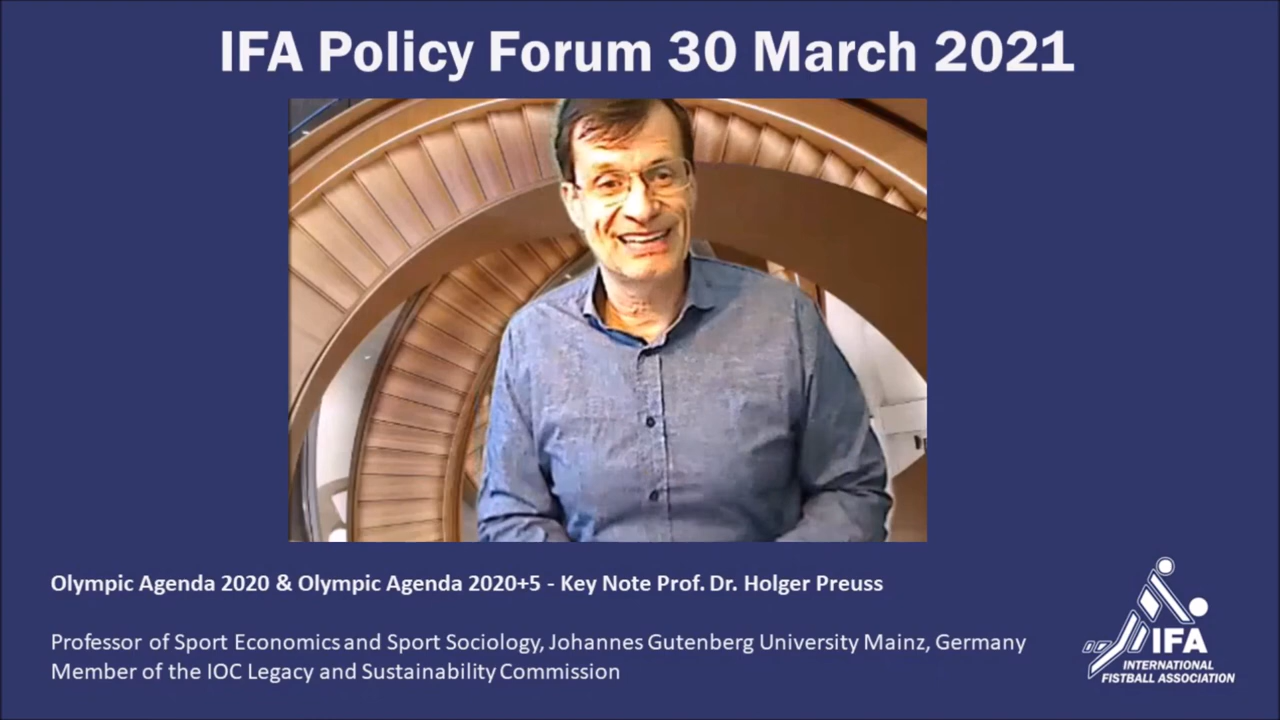 IFA Policy Forum 30 March 2021
Olympic Agenda 2020 & Olympic Agenda 2020+5 - Key Note Prof. Dr. Holger Preuss
Professor of Sport Economics and Sport Sociology, Johannes Gutenberg University Mainz, Germany
Member of the IOC Legacy and Sustainability Commission
IFA
INTERNATIONAL
FISTBALL ASSOCIATION